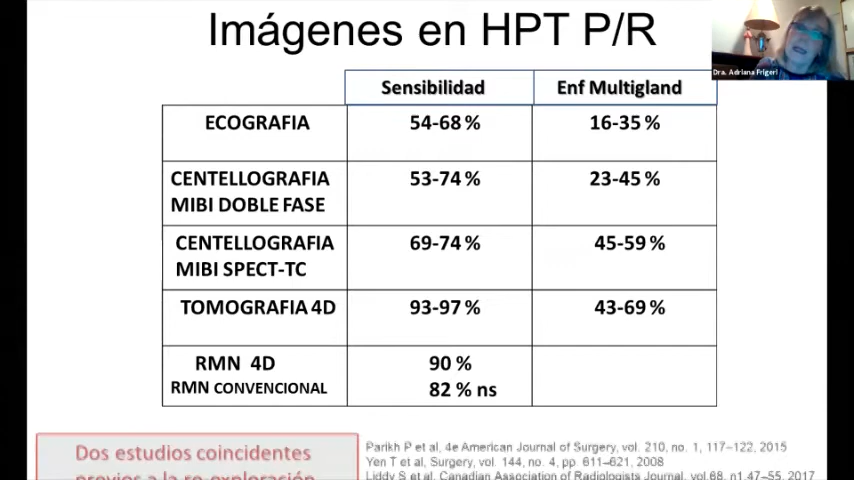 Imágenes en HPT P/R
Dra. Adriana Frigeri
Sensibilidad Enf Multigland
ECOGRAFIA 54-68 % 16-35 %
CENTELLOGRAFIA 53-74 % 23-45 %
MIBI DOBLE FASE
CENTELLOGRAFIA 69-74 % 45-59 %
MIBI SPECT-TC
TOMOGRAFIA 4D 93-97 % 43-69 %
RMN 4D 90 %
RMN CONVENCIONAL 82 % ns
Dos estudios coincidentes
previos a la re-exploración
Parikh P et al, 4e American Journal of Surgery, vol. 210, no. 1, 117–122, 2015
Yen T et al, Surgery, vol. 144, no. 4, pp. 611–621, 2008
Liddy S et al. Canadian Association of Radiologists Journal, vol.68, n1.47–55, 2017